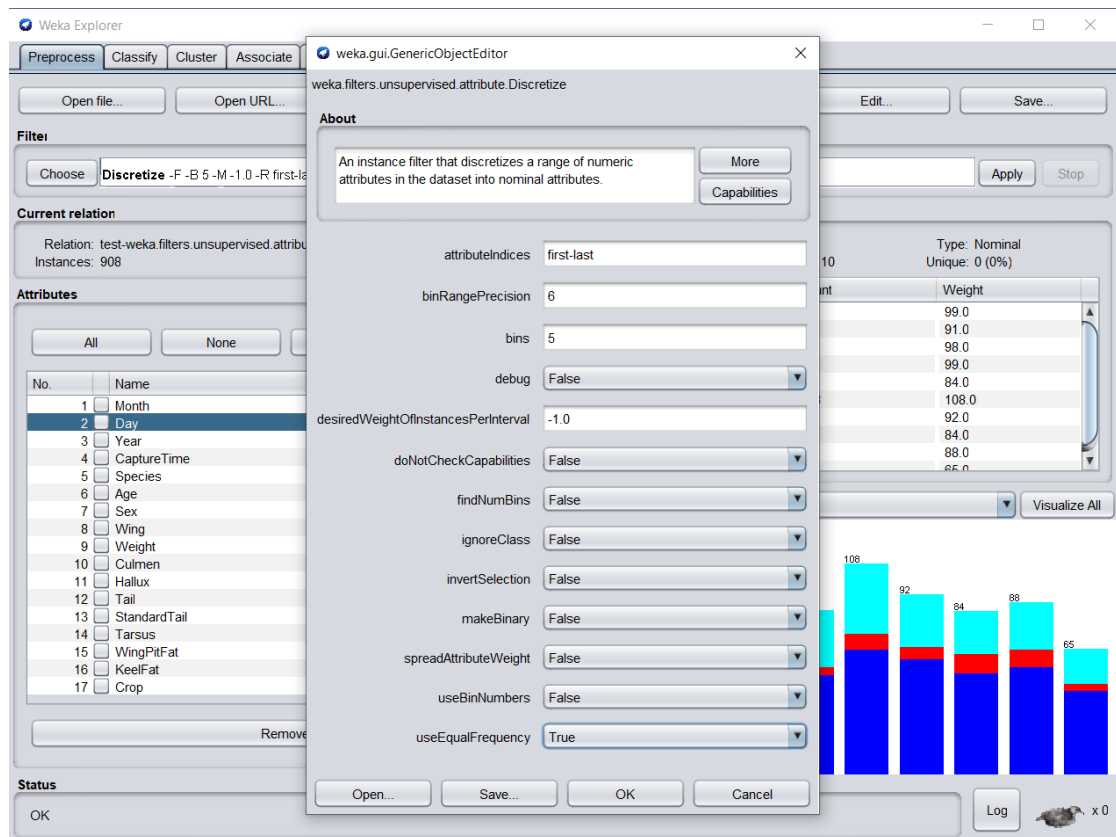 Weka Explorer
Preprocess Classify Cluster Associate
Open file... Open URL... Edit... Save...
Filter
Choose Discretize -F -B 5 -M -1.0 -R first-la Apply Stop
Current relation
Relation: test-weka.filters.unsupervised.attribu Type: Nominal
Instances: 908 10 Unique: 0 (0%)
Attributes
All None
No. Name
1 Month
2 Day
3 Year
4 CaptureTime
5 Species
6 Age
7 Sex
8 Wing
9 Weight
10 Culmen
11 Hallux
12 Tail
13 StandardTail
14 Tarsus
15 WingPitFat
16 KeelFat
17 Crop
Remove
Status
OK
weka.gui.GenericObjectEditor
weka.filters.unsupervised.attribute.Discretize
About
An instance filter that discretizes a range of numeric
attributes in the dataset into nominal attributes.
More
Capabilities
attributeIndices first-last
binRangePrecision 6
bins 5
debug False
desiredWeightOfInstancesPerInterval -1.0
doNotCheckCapabilities False
findNumBins False
ignoreClass False
invertSelection False
makeBinary False
spreadAttributeWeight False
useBinNumbers False
useEqualFrequency True
Open... Save... OK Cancel
Weight
99.0
91.0
98.0
99.0
84.0
108.0
92.0
84.0
88.0
65.0
Visualize All
108
92
84
88
65
Log x 0